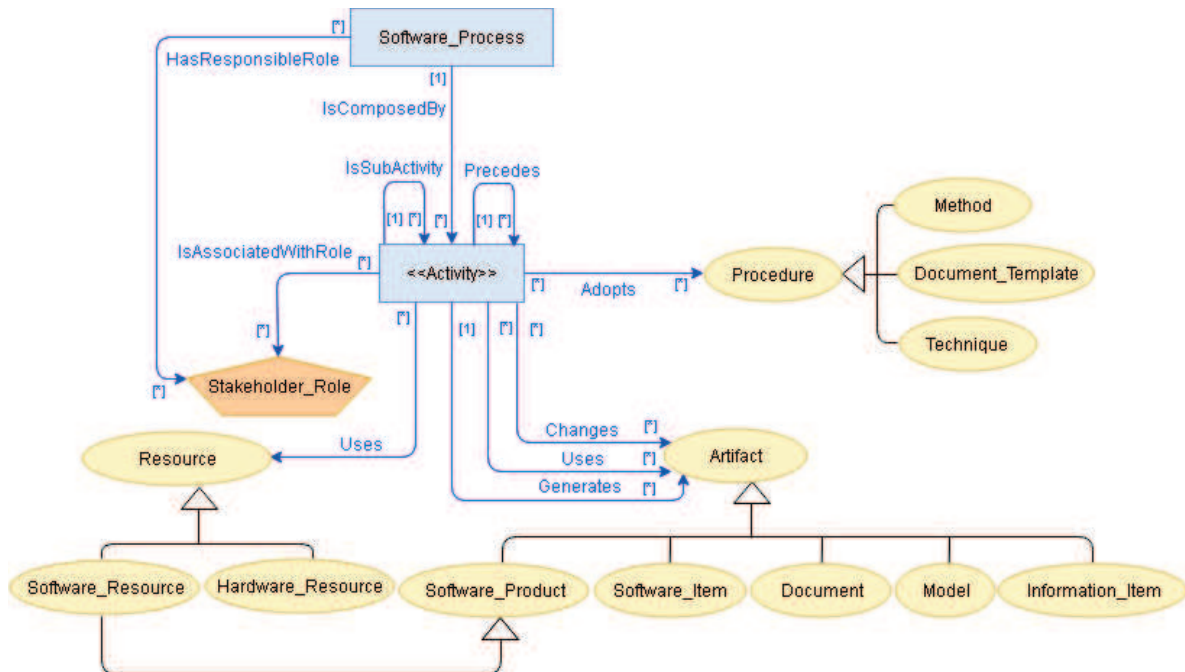 [*]
Software_Process
HasResponsibleRole
[1]
IsComposedBy
IsSubActivity
Precedes
[1] [*] [*] [1] [*]
Method
IsAssociatedWithRole
[*]
<<Activity>>
[*]
Adopts
[*]
Procedure
Document_Template
[*] [1] [*] [*]
[*]
Technique
[*]
Stakeholder_Role
Changes [*]
Uses
Resource
Uses [*]
Artifact
Generates [*]
Software_Resource
Hardware_Resource
Software_Product
Software_Item
Document
Model
Information_Item